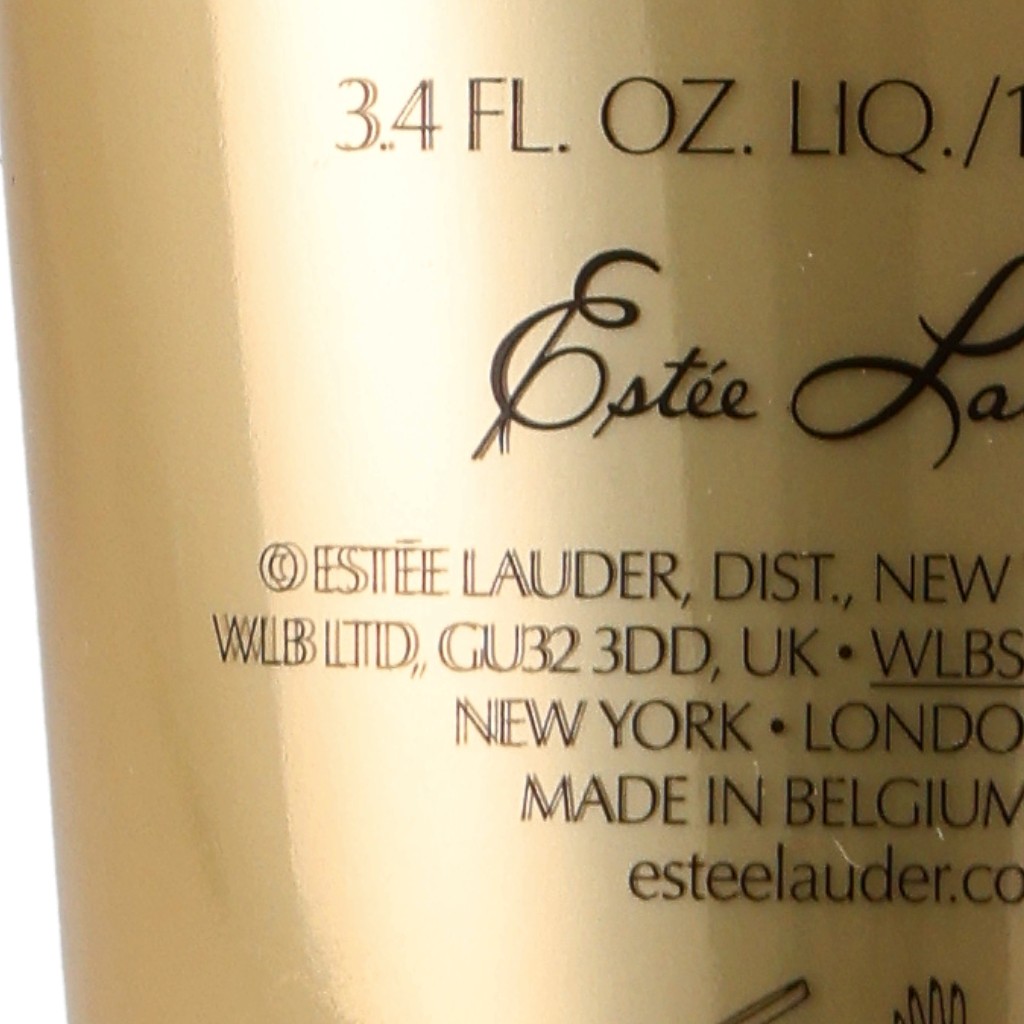 3.4 FL. OZ. LIQ./1
Estée La
© ESTĒE LAUDER, DIST., NEW
WLB LTD, GU32 3DD, UK • WLBS
NEW YORK • LONDO
MADE IN BELGIUM
esteelauder.co